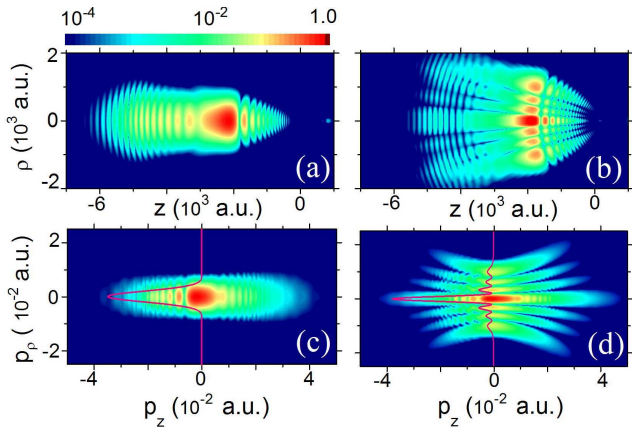 10⁻⁴ 10⁻² 1.0
2 0 -2
ρ (10³ a.u.)
(a) (b)
-6 0 -6 0
z (10³ a.u.) z (10³ a.u.)
2 0 -2
p_ρ (10⁻² a.u.)
(c) (d)
-4 0 4 -4 0 4
p_z (10⁻² a.u.) p_z (10⁻² a.u.)